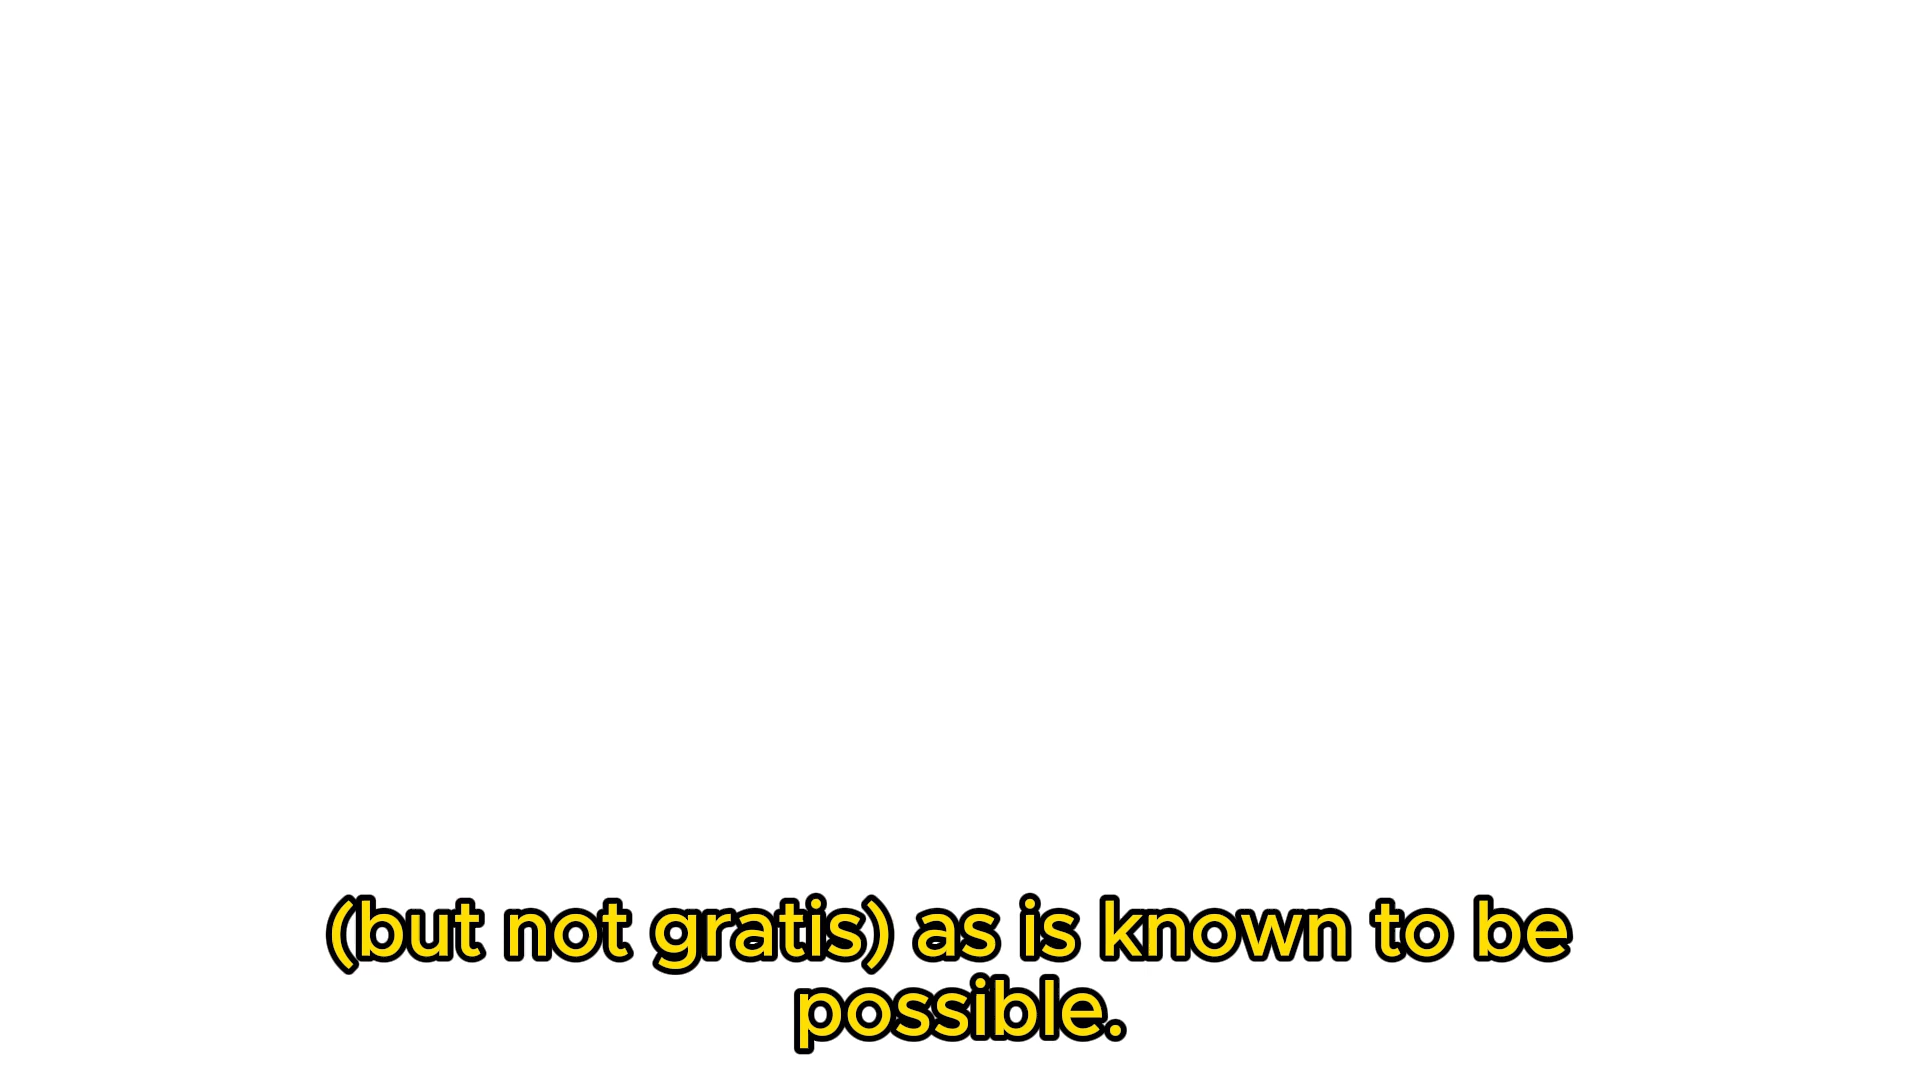 (but not gratis) as is known to be
possible.